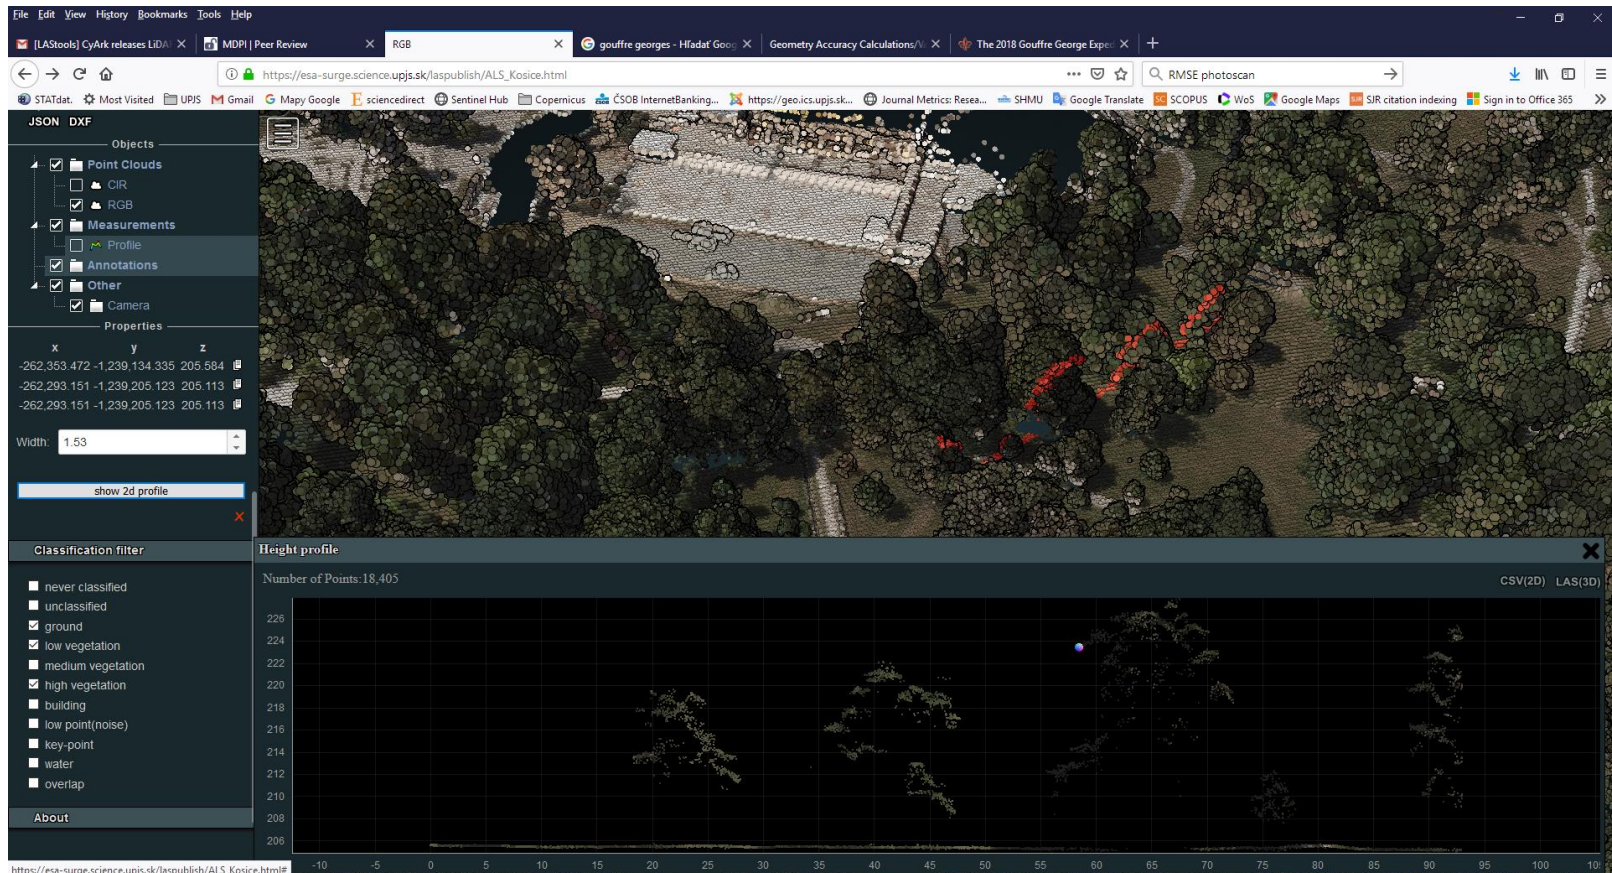 File Edit View History Bookmarks Tools Help
[LAStools] CyArk releases LiDA
MDPI | Peer Review
RGB
gouffre georges - Hľadať Goog
Geometry Accuracy Calculations/V
The 2018 Gouffre George Exped
https://esa-surge.science.upjs.sk/laspublish/ALS_Kosice.html
RMSE photoscan
STATdat. Most Visited UPJS Gmail Mapy Google sciencedirect Sentinel Hub Copernicus ČSOB InternetBanking... https://geo.ics.upjs.sk... Journal Metrics: Resea... SHMU Google Translate SCOPUS WoS Google Maps SJR citation indexing Sign in to Office 365
JSON DXF
Objects
Point Clouds
CIR
RGB
Measurements
Profile
Annotations
Other
Camera
Properties
x y z
-262,353.472 -1,239,134.335 205.584
-262,293.151 -1,239,205.123 205.113
-262,293.151 -1,239,205.123 205.113
Width: 1.53
show 2d profile
Classification filter
never classified
unclassified
ground
low vegetation
medium vegetation
high vegetation
building
low point(noise)
key-point
water
overlap
About
https://esa-surge.science.upjs.sk/laspublish/ALS_Kosice.html#
Height profile
Number of Points:18,405
CSV(2D) LAS(3D)
226
224
222
220
218
216
214
212
210
208
206
-10 -5 0 5 10 15 20 25 30 35 40 45 50 55 60 65 70 75 80 85 90 95 100